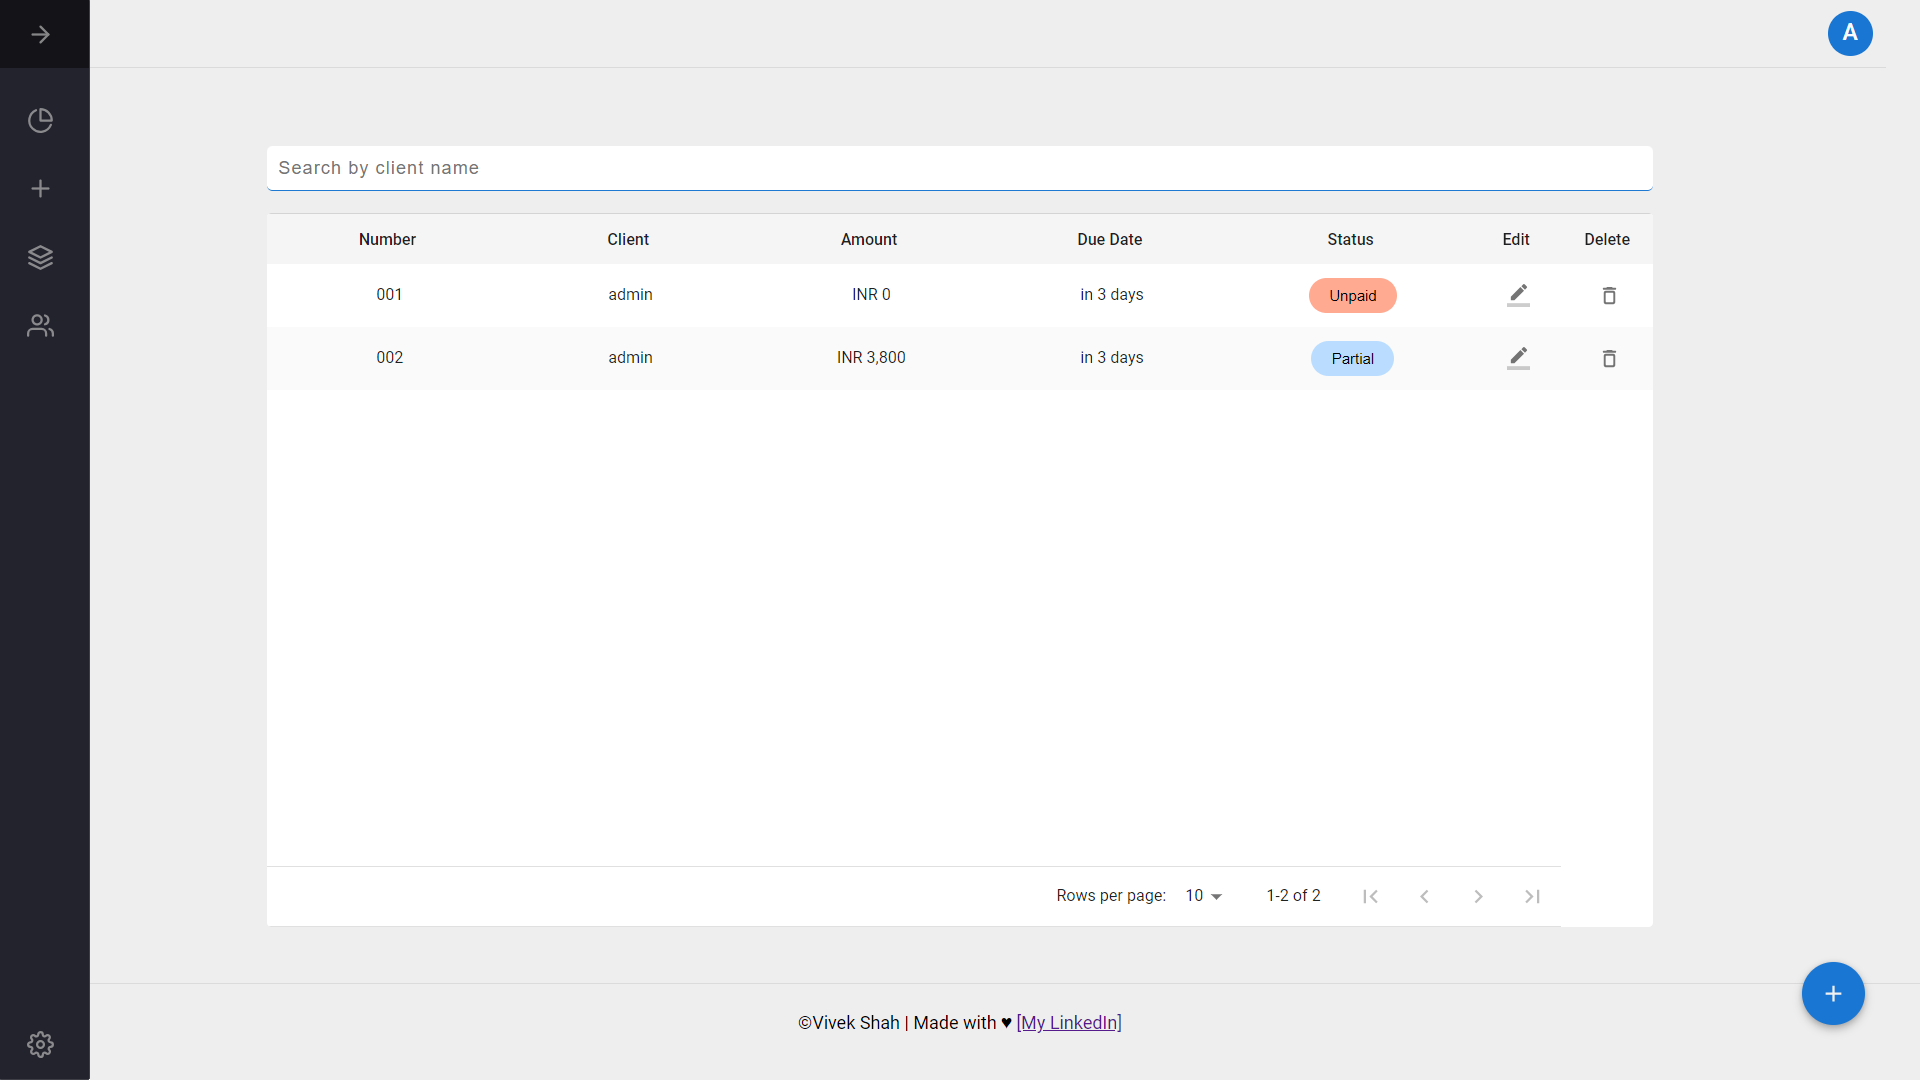 A
Search by client name
Number Client Amount Due Date Status Edit Delete
001 admin INR 0 in 3 days Unpaid
002 admin INR 3,800 in 3 days Partial
Rows per page: 10 1-2 of 2
©Vivek Shah | Made with ♥ [My LinkedIn]